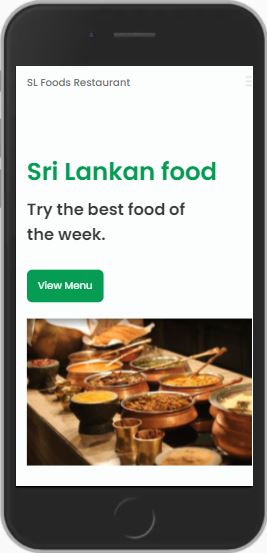 SL Foods Restaurant
Sri Lankan food
Try the best food of
the week.
View Menu